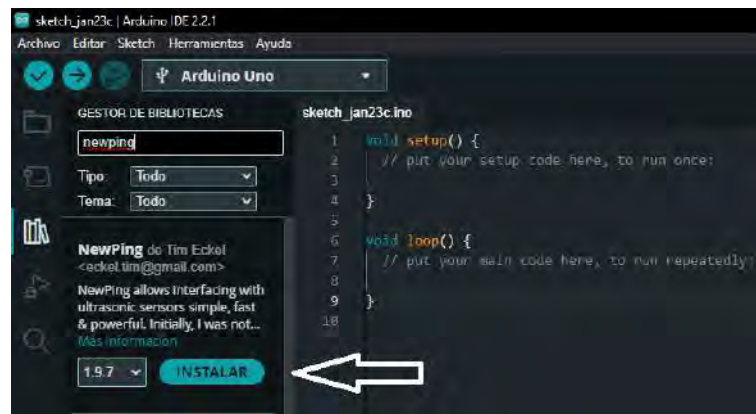 sketch_jan23c | Arduino IDE 2.2.1
Archivo Editar Sketch Herramientas Ayuda
Arduino Uno
GESTOR DE BIBLIOTECAS
newping
Tipo: Todo
Tema: Todo
NewPing de Tim Eckel
<eckel.tim@gmail.com>
NewPing allows interfacing with
ultrasonic sensors simple, fast
& powerful. Initially, I was not...
Más información
1.9.7 INSTALAR
sketch_jan23c.ino
1 void setup() {
2 // put your setup code here, to run once:
3
4 }
5
6 void loop() {
7 // put your main code here, to run repeatedly:
8
9 }
10